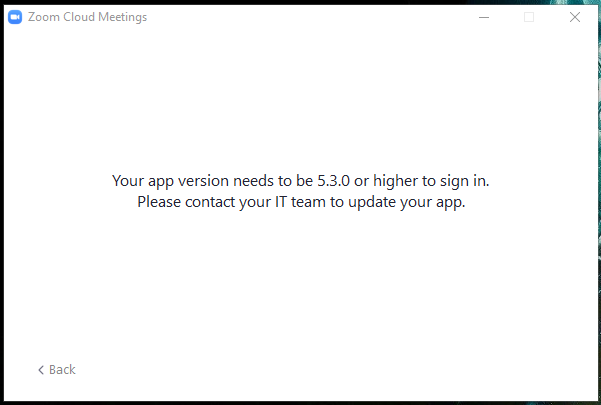 Zoom Cloud Meetings
Your app version needs to be 5.3.0 or higher to sign in.
Please contact your IT team to update your app.
Back